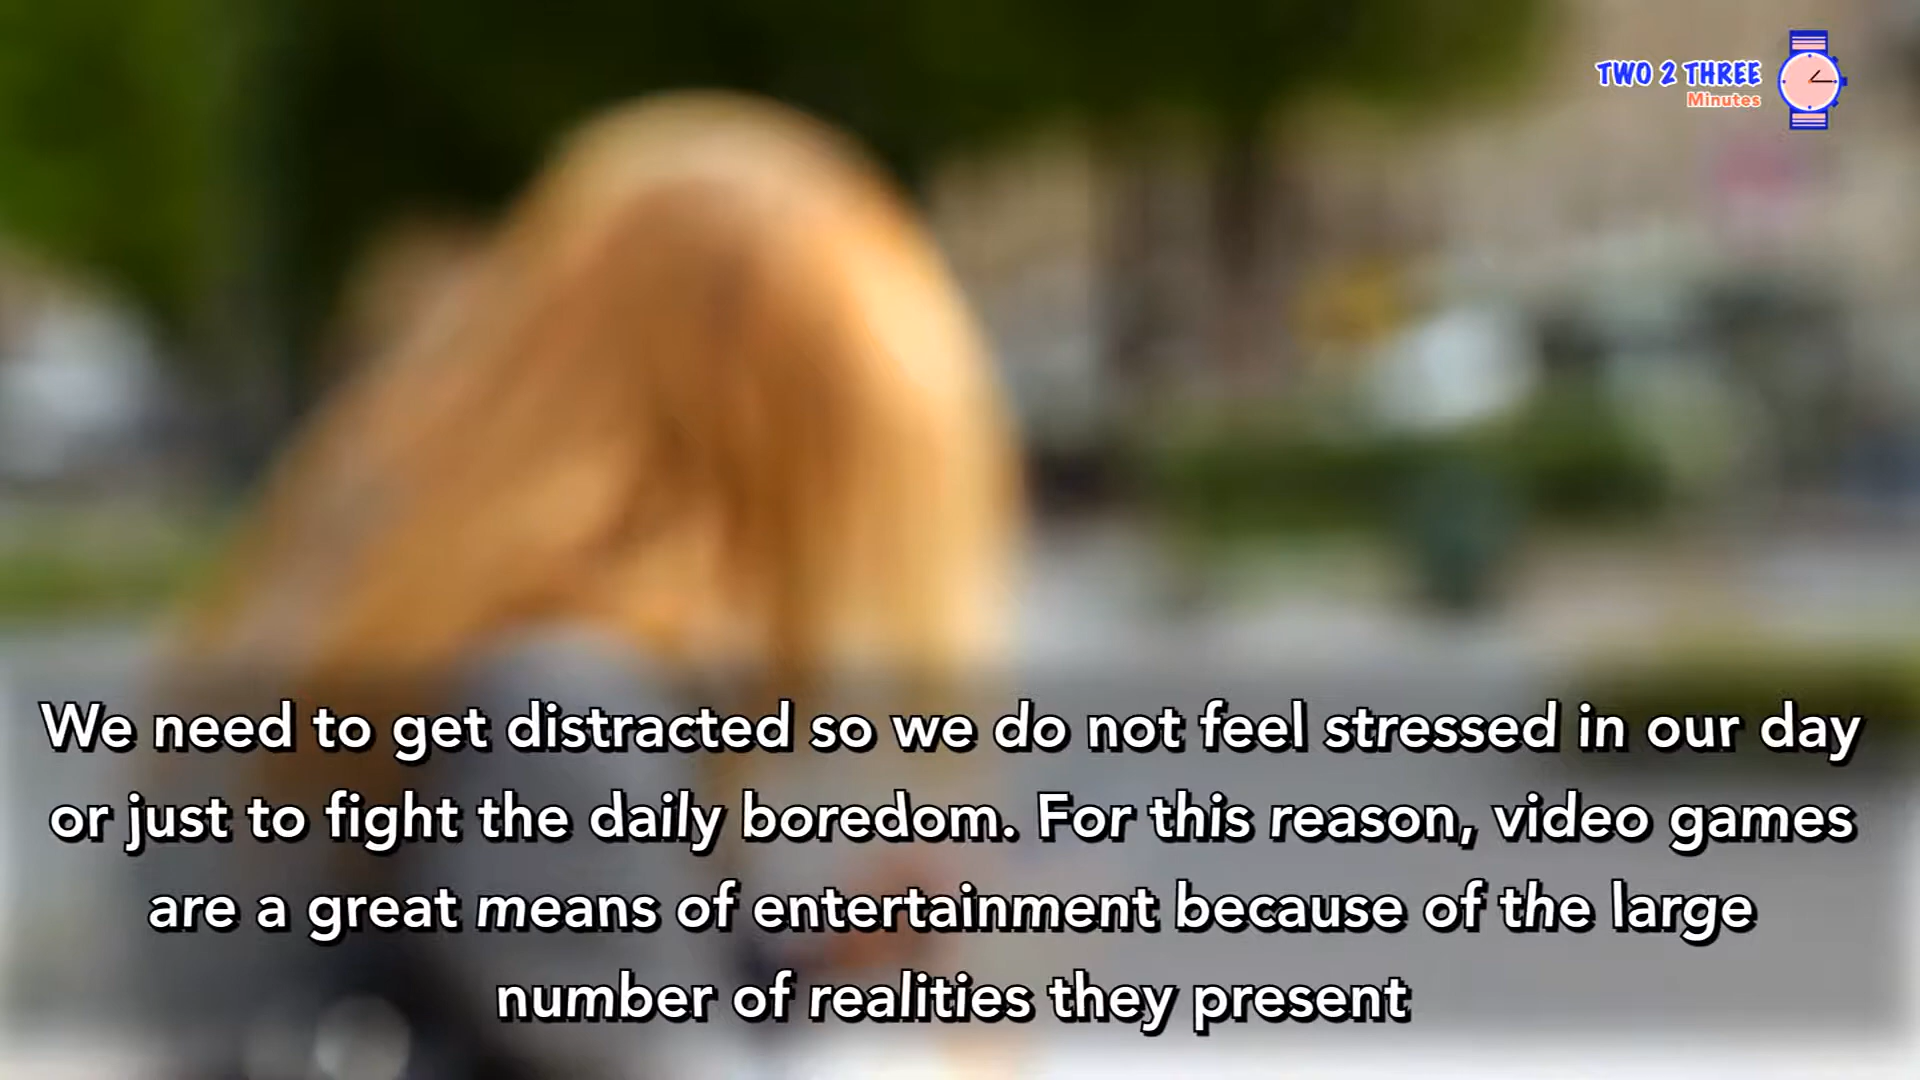 TWO 2 THREE
Minutes
We need to get distracted so we do not feel stressed in our day
or just to fight the daily boredom. For this reason, video games
are a great means of entertainment because of the large
number of realities they present